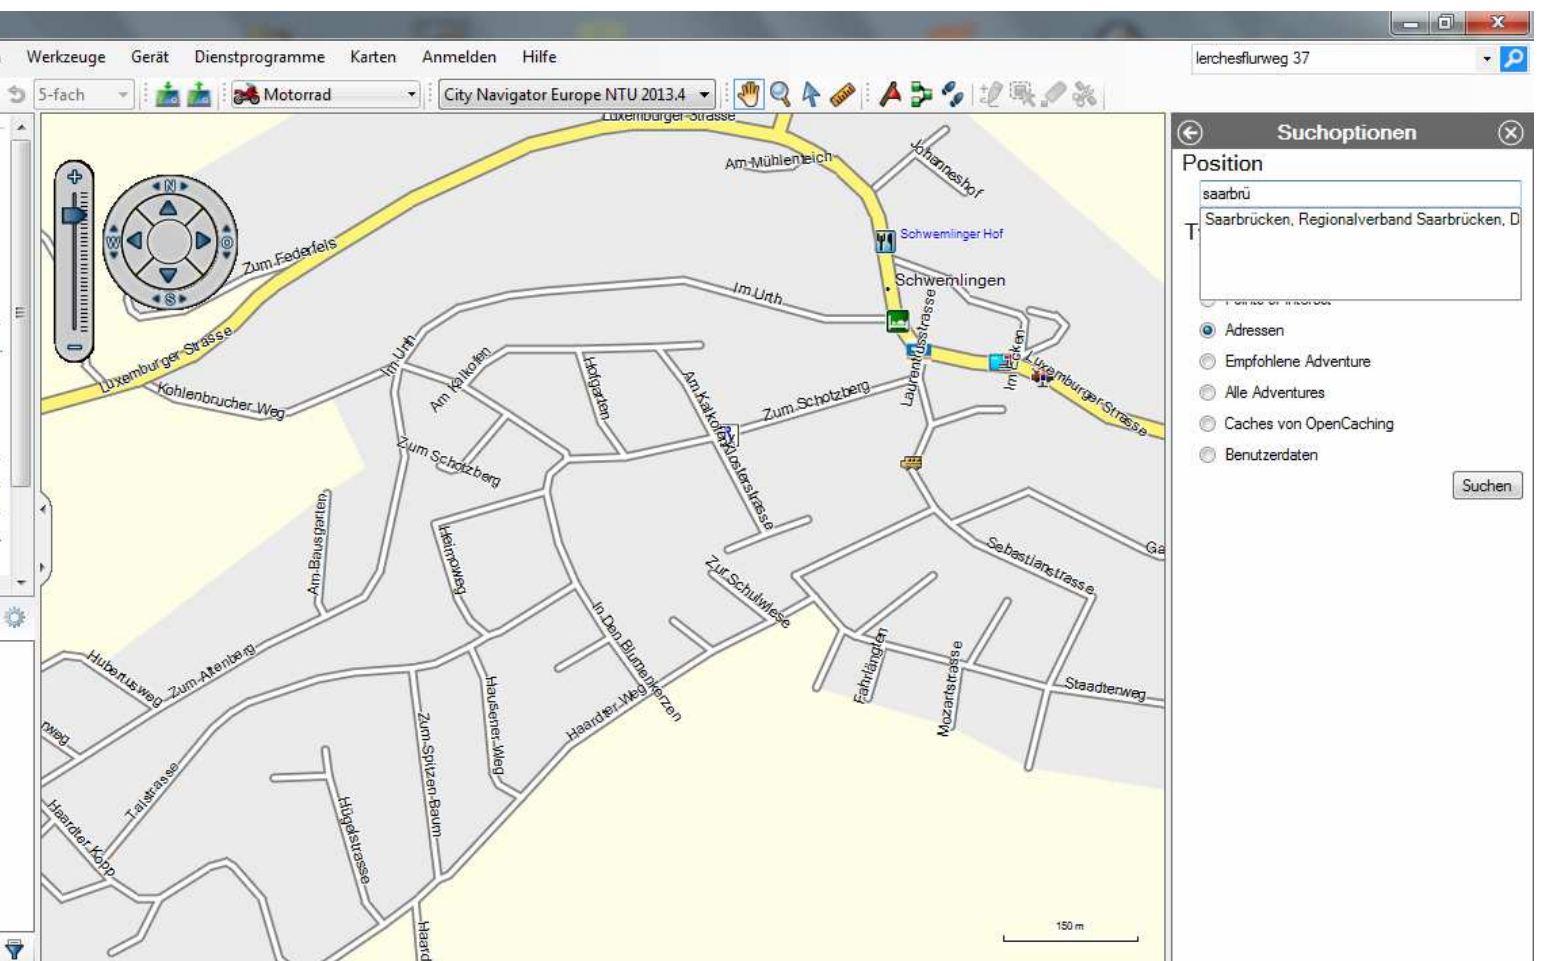 Werkzeuge Gerät Dienstprogramme Karten Anmelden Hilfe
lerchesflurweg 37
5-fach
Motorrad
City Navigator Europe NTU 2013.4
Suchoptionen
Position
saarbrü
Saarbrücken, Regionalverband Saarbrücken, D
Adressen
Empfohlene Adventure
Alle Adventures
Caches von OpenCaching
Benutzerdaten
Suchen
Luxemburger-Strasse
Am-Mühlenteich
Johanneshof
Schwemlinger Hof
Schwemlingen
N
W
O
S
Zum-Federfels
Im-Urth
Luxemburger-Strasse
Kohlenbrucher-Weg
Im-Urth
Am-Kalkofen
Hofgarten
Am-Kalkofen
Klosterstrasse
Zum-Schotzberg
Laurentiusstrasse
Im-Ecken
Luxemburger-Strasse
Zum Schotzberg
Am-Bausgarten
Heimoweg
Zur-Schulwiese
Sebastianstrasse
Ga
In-Den-Blumenkerzen
Fahrlängten
Mozartstrasse
Staadterweg
Hubertusweg
Zum-Altenberg
rweg
Talstrasse
Haardter-Kopp
Hügelstrasse
Zum-Spitzen-Baum
Hausener-Weg
Haardter-Weg
Haard
150 m